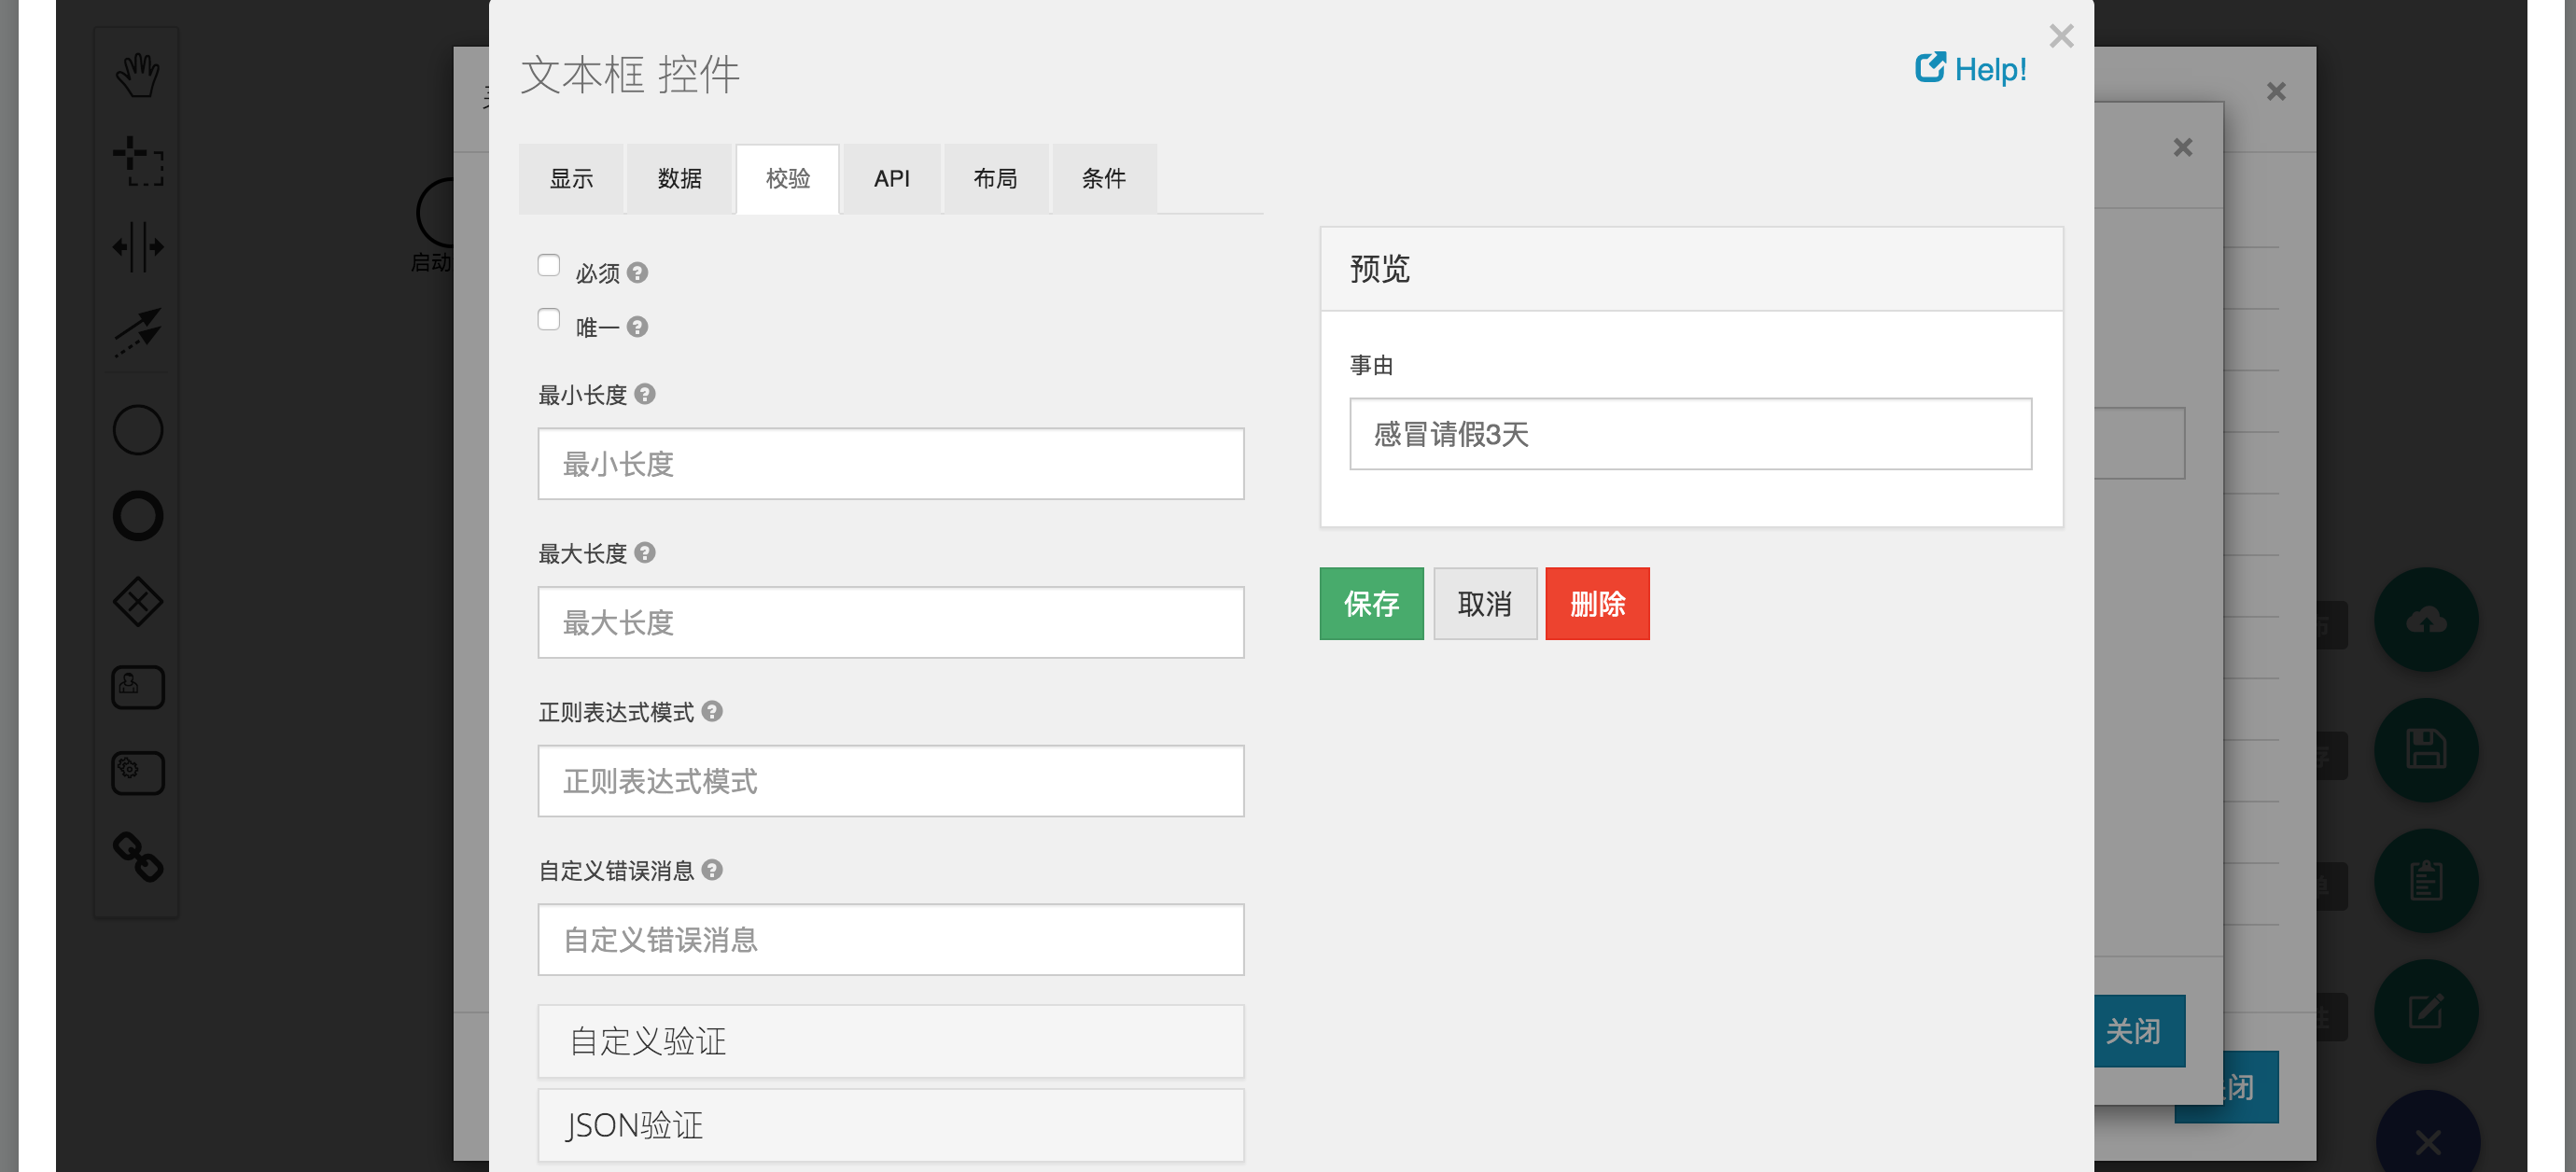 文本框 控件
Help!
显示 数据 校验 API 布局 条件
启动
必须
唯一
最小长度
最小长度
最大长度
最大长度
正则表达式模式
正则表达式模式
自定义错误消息
自定义错误消息
自定义验证
JSON验证
预览
事由
感冒请假3天
保存 取消 删除
关闭
闭